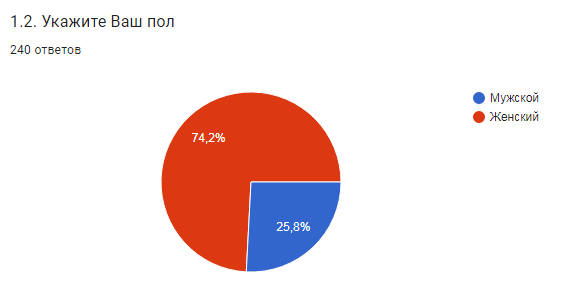 1.2. Укажите Ваш пол
240 ответов
Мужской
Женский
74,2%
25,8%